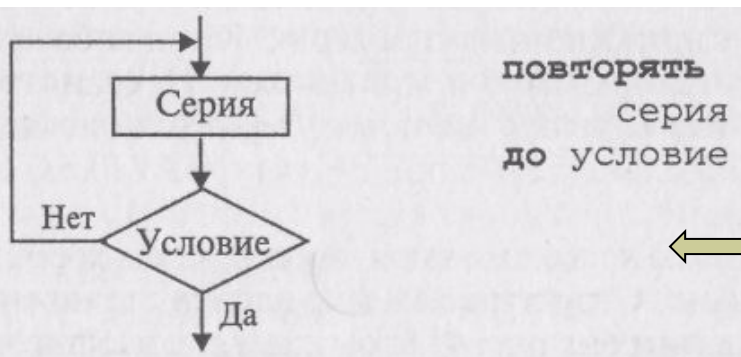 Серия
Нет
Условие
Да
повторять
серия
до условие